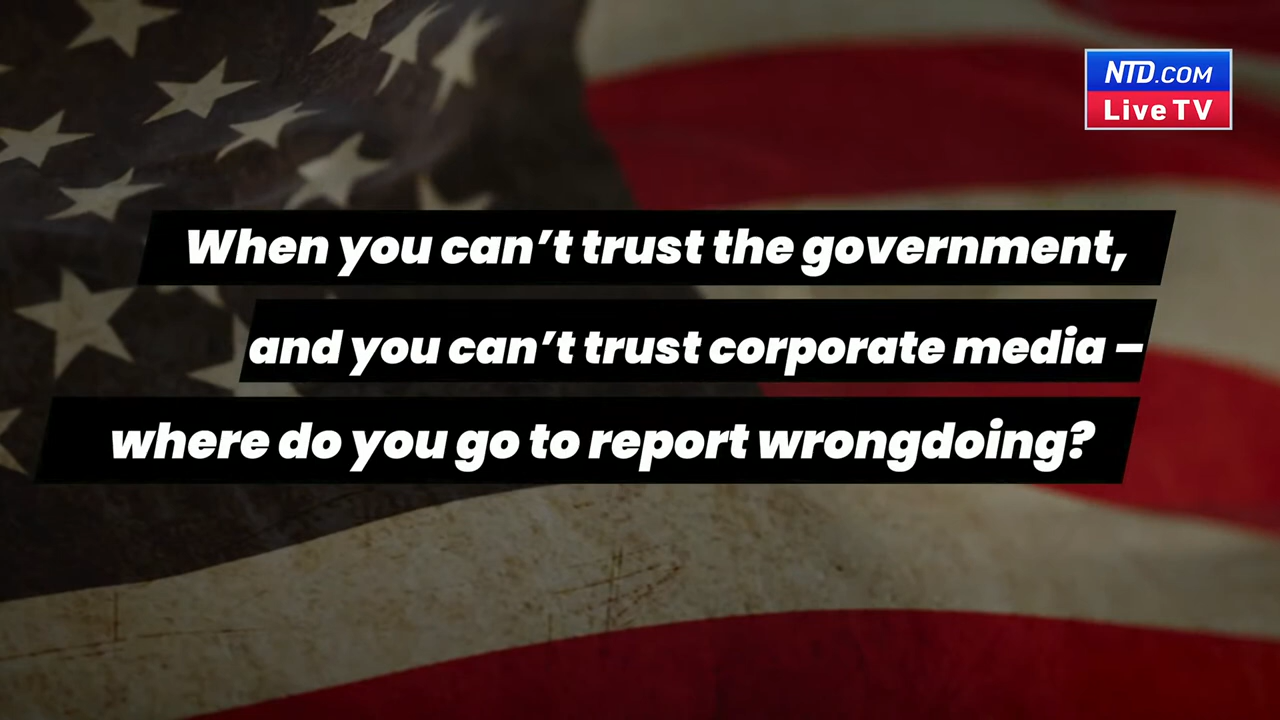 NTD.COM
Live TV
When you can’t trust the government,
and you can’t trust corporate media –
where do you go to report wrongdoing?